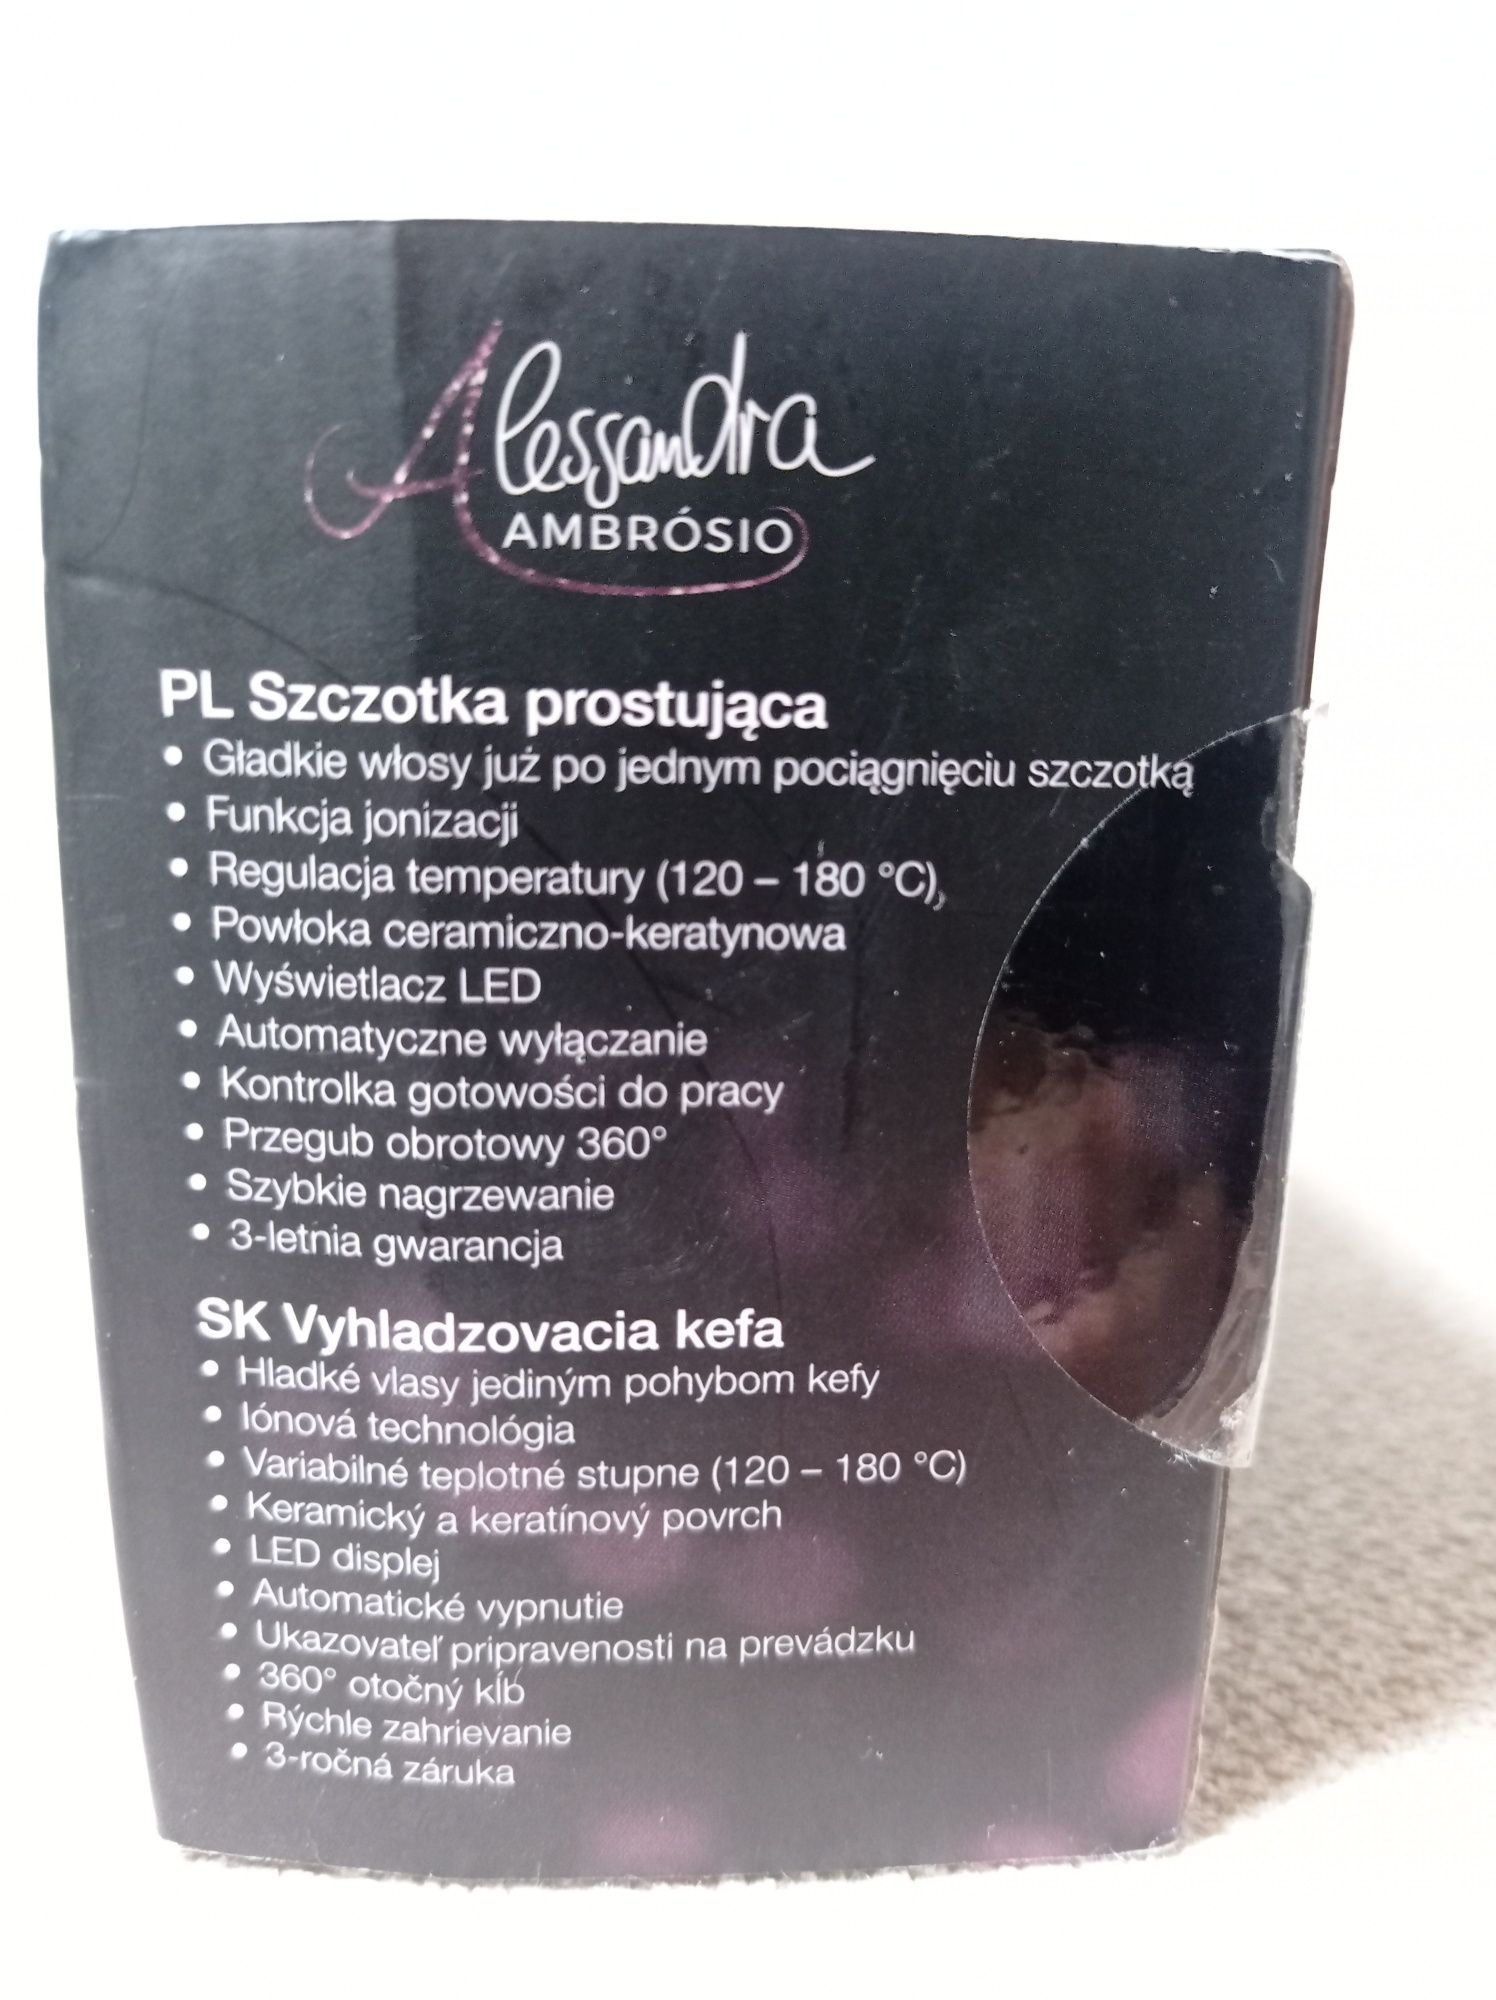 Alessandra
AMBRÓSIO
PL Szczotka prostująca
• Gładkie włosy już po jednym pociągnięciu szczotką
• Funkcja jonizacji
• Regulacja temperatury (120 – 180 °C),
• Powłoka ceramiczno-keratynowa
• Wyświetlacz LED
• Automatyczne wyłączanie
• Kontrolka gotowości do pracy
• Przegub obrotowy 360°
• Szybkie nagrzewanie
• 3-letnia gwarancja
SK Vyhladzovacia kefa
• Hladké vlasy jediným pohybom kefy
• Iónová technológia
• Variabilné teplotné stupne (120 – 180 °C)
• Keramický a keratínový povrch
• LED displej
• Automatické vypnutie
• Ukazovateľ pripravenosti na prevádzku
• 360° otočný kĺb
• Rýchle zahrievanie
• 3-ročná záruka